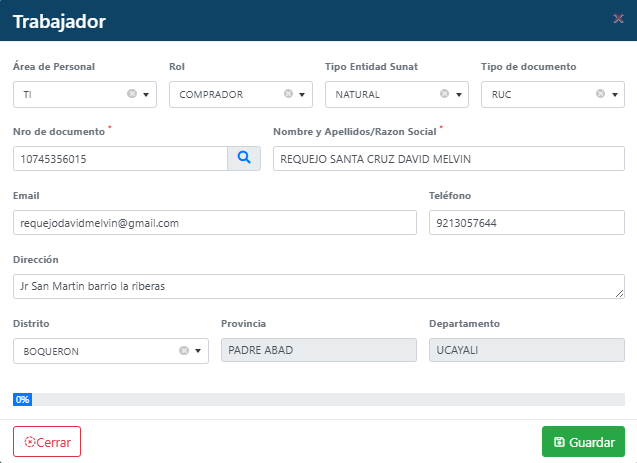 Trabajador
Área de Personal Rol Tipo Entidad Sunat Tipo de documento
TI COMPRADOR NATURAL RUC
Nro de documento * Nombre y Apellidos/Razon Social *
10745356015 REQUEJO SANTA CRUZ DAVID MELVIN
Email Teléfono
requejodavidmelvin@gmail.com 9213057644
Dirección
Jr San Martin barrio la riberas
Distrito Provincia Departamento
BOQUERON PADRE ABAD UCAYALI
0%
Cerrar Guardar